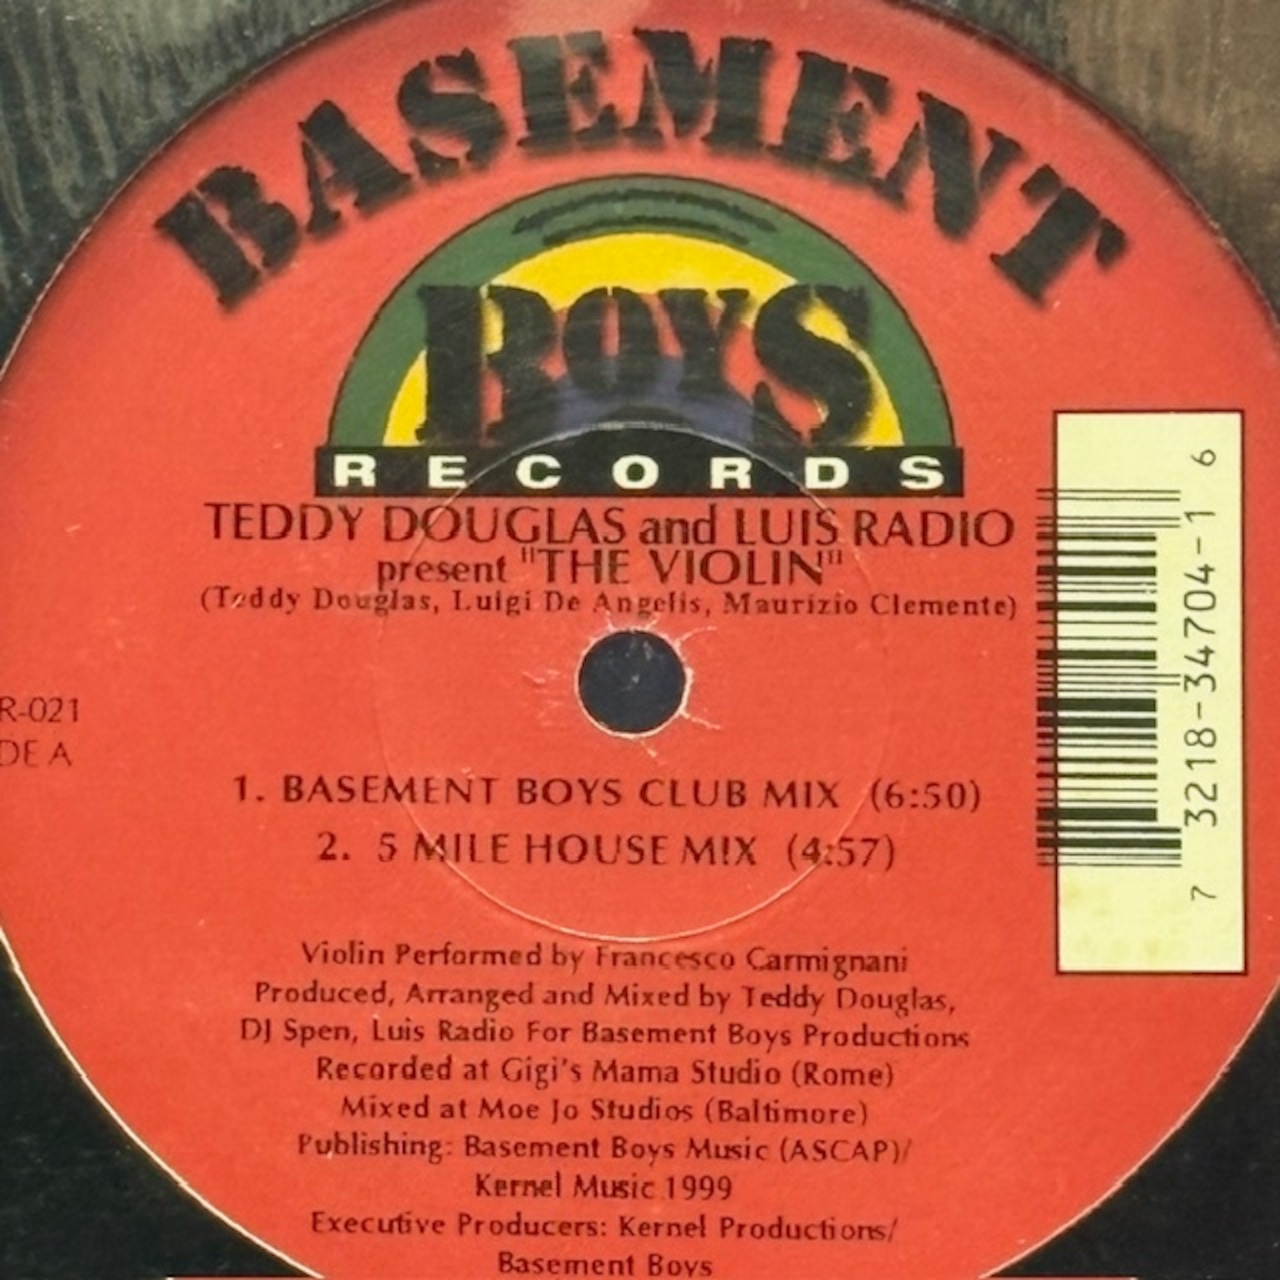 BASEMENT
BOYS
RECORDS
TEDDY DOUGLAS and LUIS RADIO
present "THE VIOLIN"
(Teddy Douglas, Luigi De Angelis, Maurizio Clemente)
R-021
DE A
1. BASEMENT BOYS CLUB MIX (6:50)
2. 5 MILE HOUSE MIX (4:57)
7 3218-34704-1 6
Violin Performed by Francesco Carmignani
Produced, Arranged and Mixed by Teddy Douglas,
DJ Spen, Luis Radio For Basement Boys Productions
Recorded at Gigi's Mama Studio (Rome)
Mixed at Moe Jo Studios (Baltimore)
Publishing: Basement Boys Music (ASCAP)/
Kernel Music 1999
Executive Producers: Kernel Productions/
Basement Boys